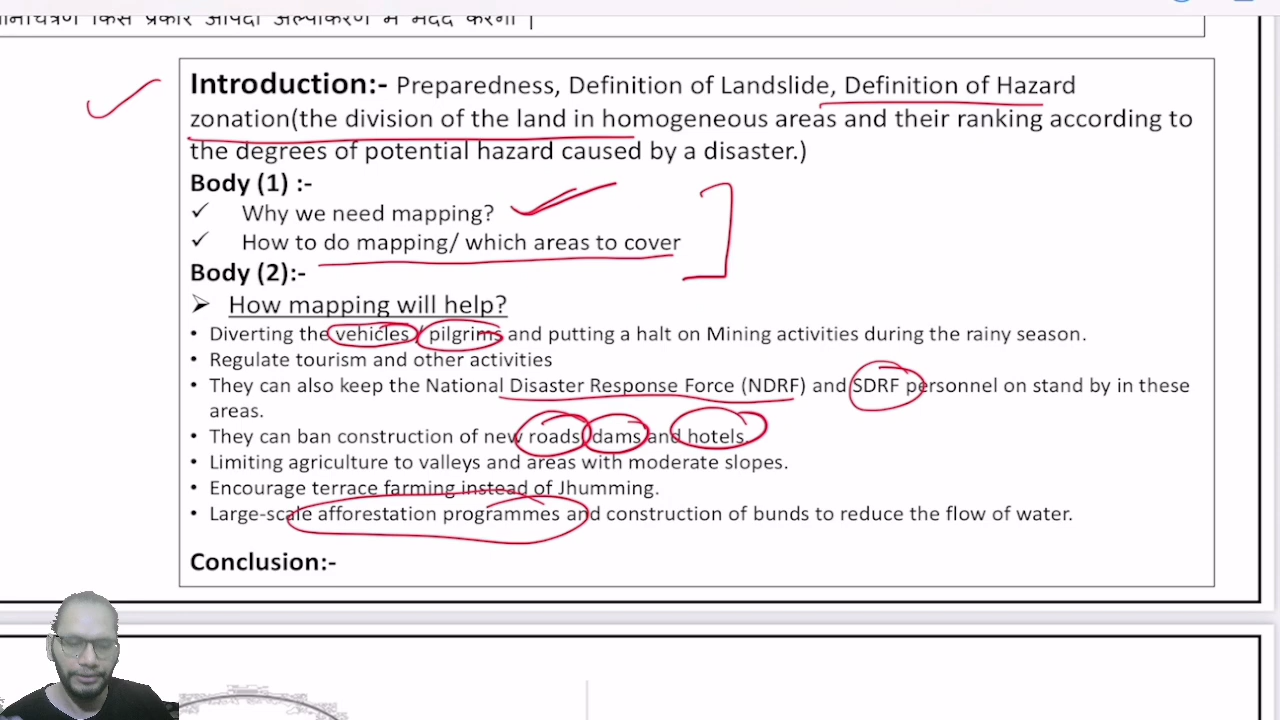 किस प्रकार आपदा अल्पीकरण में मदद करेगा |
Introduction:- Preparedness, Definition of Landslide, Definition of Hazard
zonation(the division of the land in homogeneous areas and their ranking according to
the degrees of potential hazard caused by a disaster.)
Body (1) :-
✓ Why we need mapping?
✓ How to do mapping/ which areas to cover
Body (2):-
➢ How mapping will help?
• Diverting the vehicles/ pilgrims and putting a halt on Mining activities during the rainy season.
• Regulate tourism and other activities
• They can also keep the National Disaster Response Force (NDRF) and SDRF personnel on stand by in these
areas.
• They can ban construction of new roads, dams and hotels.
• Limiting agriculture to valleys and areas with moderate slopes.
• Encourage terrace farming instead of Jhumming.
• Large-scale afforestation programmes and construction of bunds to reduce the flow of water.
Conclusion:-